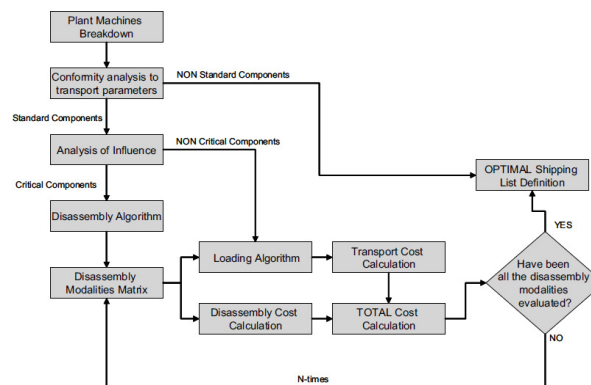 Plant Machines
Breakdown
Conformity analysis to
transport parameters
NON Standard Components
Standard Components
Analysis of Influence
NON Critical Components
OPTIMAL Shipping
List Definition
Critical Components
Disassembly Algorithm
YES
Loading Algorithm
Transport Cost
Calculation
Have been
all the disassembly
modalities
evaluated?
Disassembly
Modalities Matrix
Disassembly Cost
Calculation
TOTAL Cost
Calculation
NO
N-times